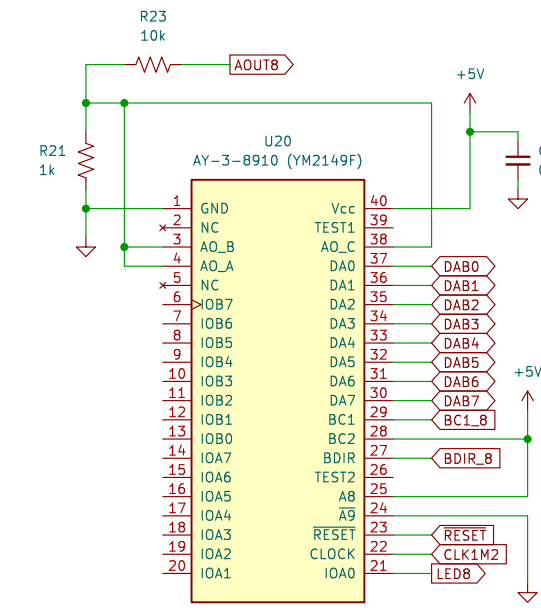 R23
10k
AOUT8
+5V
R21
1k
U20
AY-3-8910 (YM2149F)
1 GND Vcc 40
2 NC TEST1 39
3 AO_B AO_C 38
4 AO_A DA0 37 DAB0
5 NC DA1 36 DAB1
6 IOB7 DA2 35 DAB2
7 IOB6 DA3 34 DAB3
8 IOB5 DA4 33 DAB4
9 IOB4 DA5 32 DAB5
10 IOB3 DA6 31 DAB6
11 IOB2 DA7 30 DAB7
12 IOB1 BC1 29 BC1_8
13 IOB0 BC2 28
+5V
14 IOA7 BDIR 27 BDIR_8
15 IOA6 TEST2 26
16 IOA5 A8 25
17 IOA4 A9 24
18 IOA3 RESET 23 RESET
19 IOA2 CLOCK 22 CLK1M2
20 IOA1 IOA0 21 LED8